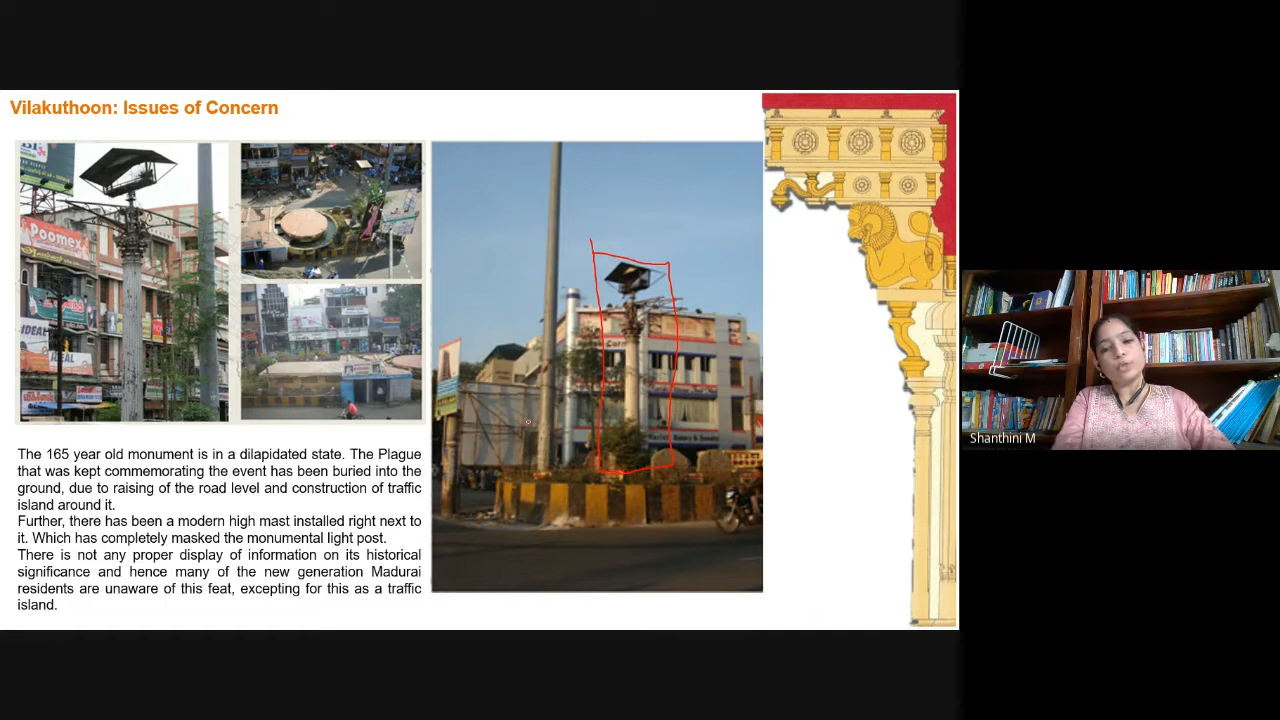 Vilakuthoon: Issues of Concern
Poomex
IDEAL
IDEAL
The 165 year old monument is in a dilapidated state. The Plague
that was kept commemorating the event has been buried into the
ground, due to raising of the road level and construction of traffic
island around it.
Further, there has been a modern high mast installed right next to
it. Which has completely masked the monumental light post.
There is not any proper display of information on its historical
significance and hence many of the new generation Madurai
residents are unaware of this feat, excepting for this as a traffic
island.
Shanthini M